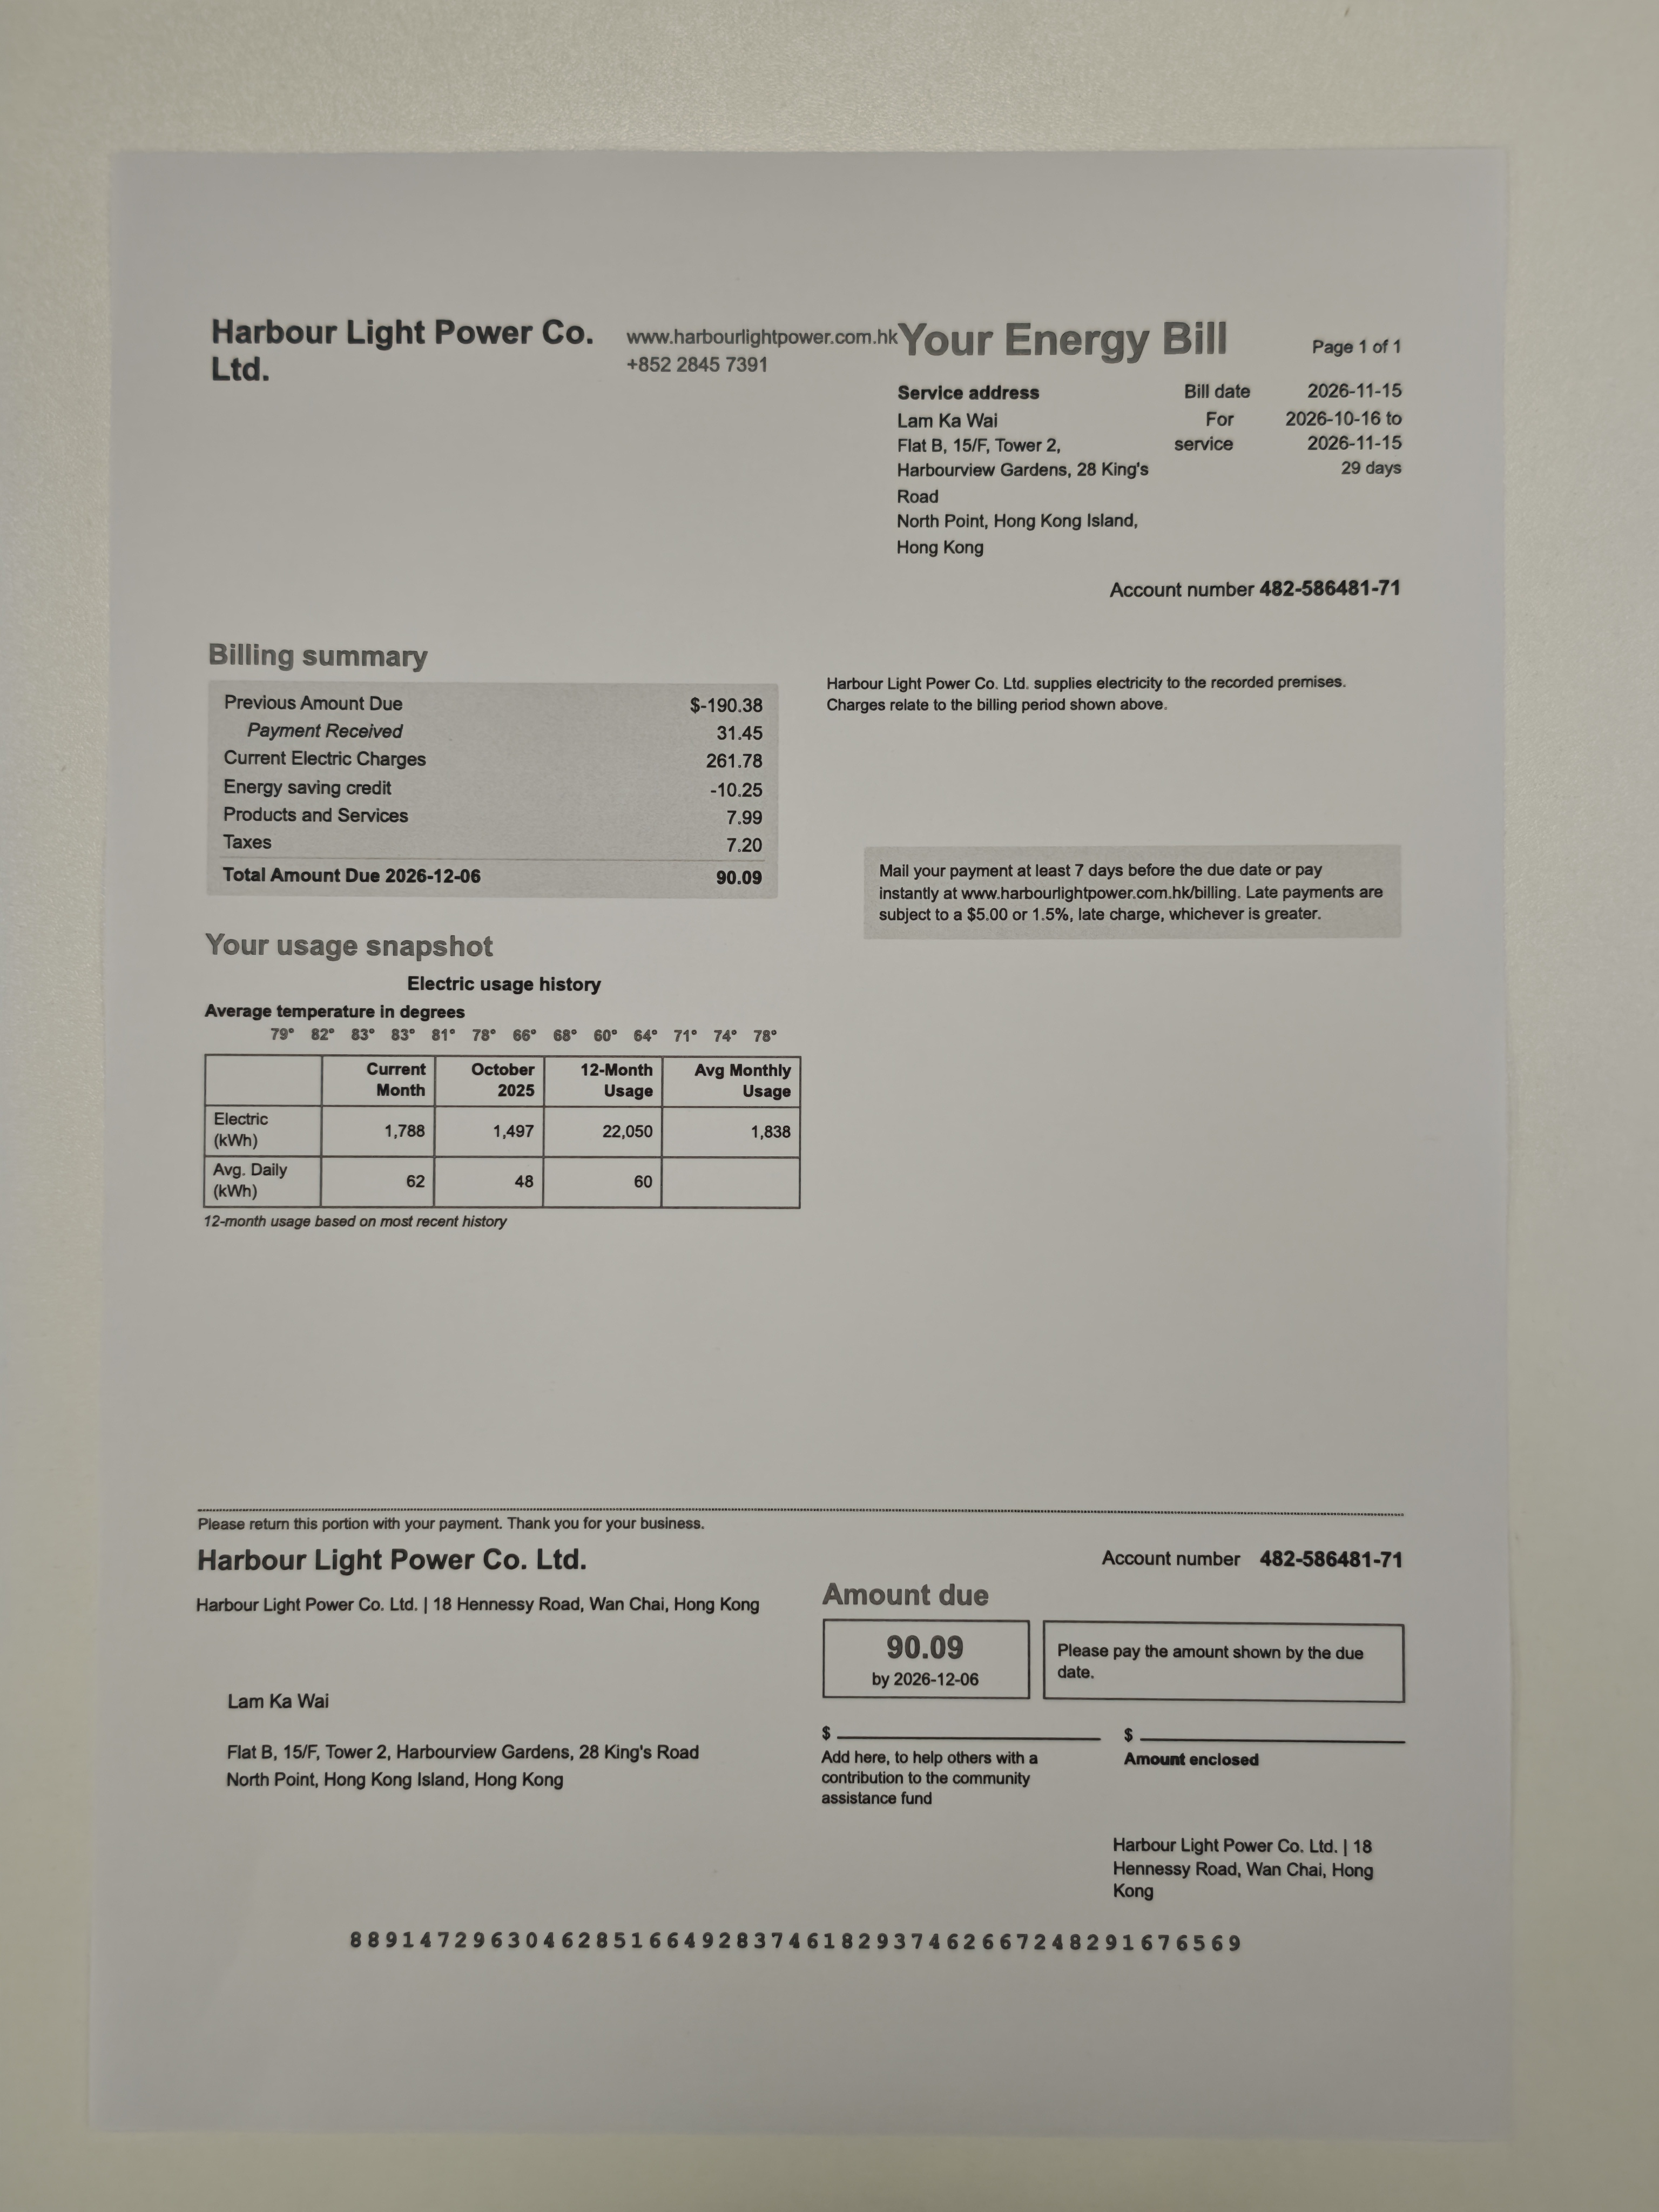 Harbour Light Power Co.
Ltd.
www.harbourlightpower.com.hk
+852 2845 7391
Your Energy Bill
Page 1 of 1
Service address
Lam Ka Wai
Flat B, 15/F, Tower 2,
Harbourview Gardens, 28 King's
Road
North Point, Hong Kong Island,
Hong Kong
Bill date 2026-11-15
For 2026-10-16 to
service 2026-11-15
29 days
Account number 482-586481-71
Billing summary
Previous Amount Due $-190.38
Payment Received 31.45
Current Electric Charges 261.78
Energy saving credit -10.25
Products and Services 7.99
Taxes 7.20
Total Amount Due 2026-12-06 90.09
Harbour Light Power Co. Ltd. supplies electricity to the recorded premises.
Charges relate to the billing period shown above.
Mail your payment at least 7 days before the due date or pay
instantly at www.harbourlightpower.com.hk/billing. Late payments are
subject to a $5.00 or 1.5%, late charge, whichever is greater.
Your usage snapshot
Electric usage history
Average temperature in degrees
79° 82° 83° 83° 81° 78° 66° 68° 60° 64° 71° 74° 78°
Current October 12-Month Avg Monthly
Month 2025 Usage Usage
Electric
(kWh) 1,788 1,497 22,050 1,838
Avg. Daily
(kWh) 62 48 60
12-month usage based on most recent history
Please return this portion with your payment. Thank you for your business.
Harbour Light Power Co. Ltd.
Account number 482-586481-71
Harbour Light Power Co. Ltd. | 18 Hennessy Road, Wan Chai, Hong Kong
Amount due
90.09
by 2026-12-06
Please pay the amount shown by the due
date.
Lam Ka Wai
Flat B, 15/F, Tower 2, Harbourview Gardens, 28 King's Road
North Point, Hong Kong Island, Hong Kong
$
Add here, to help others with a
contribution to the community
assistance fund
$
Amount enclosed
Harbour Light Power Co. Ltd. | 18
Hennessy Road, Wan Chai, Hong
Kong
889147296304628516649283746182937462667248291676569